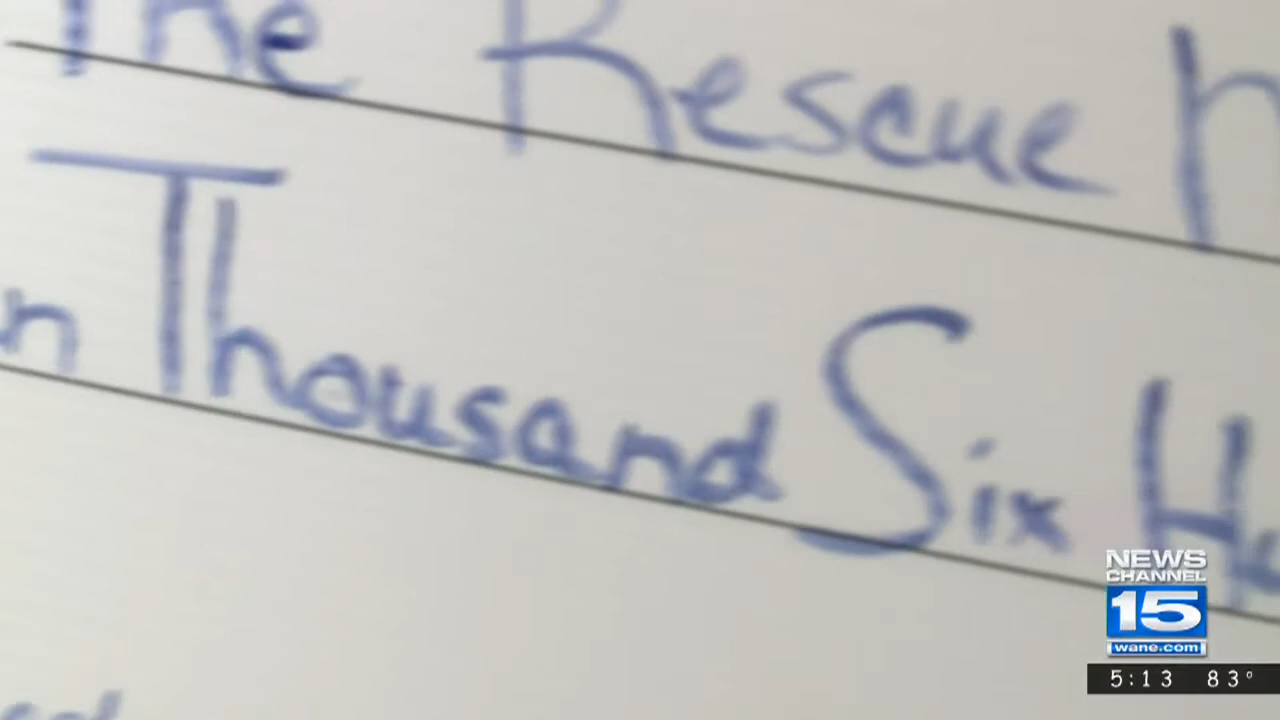 The Rescue
n Thousand Six
NEWS
CHANNEL
15
wane.com
5:13 83°